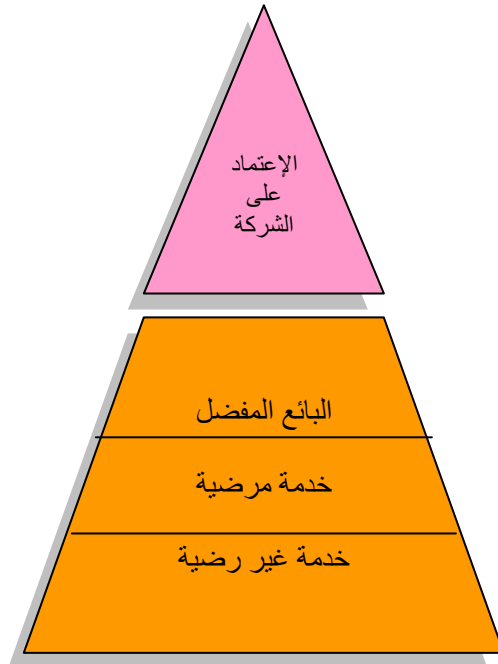 الإعتماد
على
الشركة
البائع المفضل
خدمة مرضية
خدمة غير رضية